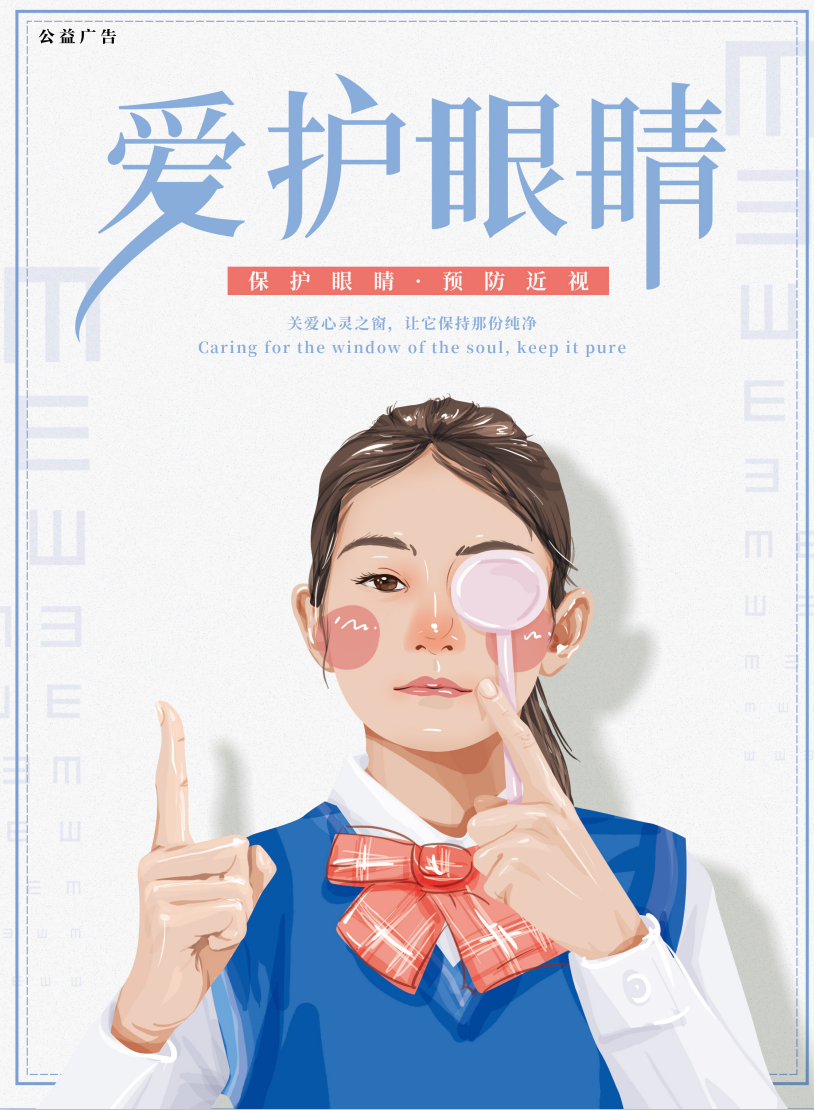 公益广告
爱护眼睛
保护眼睛·预防近视
关爱心灵之窗，让它保持那份纯净
Caring for the window of the soul, keep it pure